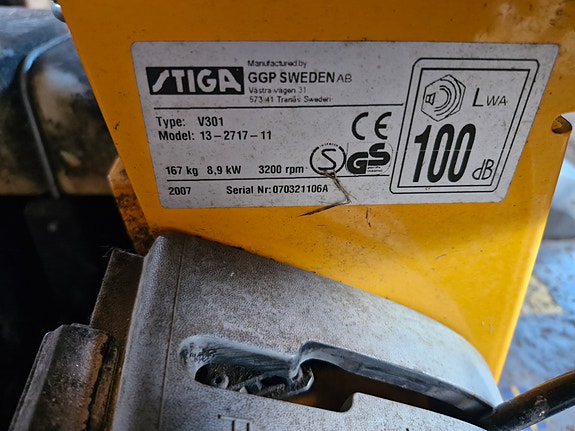 STIGA
Manufactured by
GGP SWEDEN AB
Västra vägen 31
573 41 Tranås Sweden
Type: V301
Model: 13-2717-11
167 kg 8,9 kW 3200 rpm
2007 Serial Nr:070321106A
S
CE
GS
LWA
100
dB